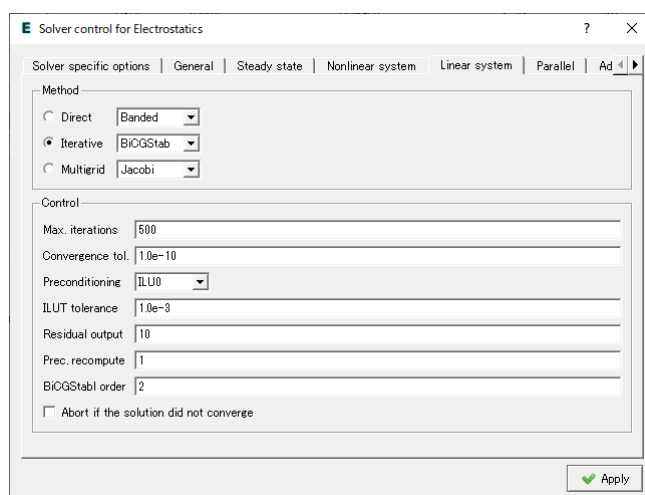 E Solver control for Electrostatics ? ×
Solver specific options General Steady state Nonlinear system Linear system Parallel Ad
Method
Direct Banded
Iterative BiCGStab
Multigrid Jacobi
Control
Max. iterations 500
Convergence tol. 1.0e-10
Preconditioning ILU0
ILUT tolerance 1.0e-3
Residual output 10
Prec. recompute 1
BiCGStabl order 2
Abort if the solution did not converge
Apply